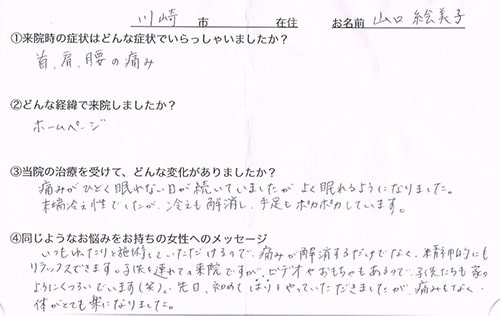 川崎 市 在住 お名前 山口 絵美子
①来院時の症状はどんな症状でいらっしゃいましたか？
首、肩、腰の痛み
②どんな経緯で来院しましたか？
ホームページ
③当院の治療を受けて、どんな変化がありましたか？
痛みがひどく眠れない日が続いていましたが、よく眠れるようになりました。
末端冷え性でしたが、冷えも解消し、手足もポカポカしています。
④同じようなお悩みをお持ちの女性へのメッセージ
いつもゆったりと施術していただけるので、痛みが解消するだけでなく、精神的にも
リラックスできます。子供を連れての来院ですが、ビデオやおもちゃもあるので、子供たちも家の
ようにくつろいでいます(笑)。先日、初めてはりをやっていただきましたが、痛みもなく、
体がとても楽になりました。